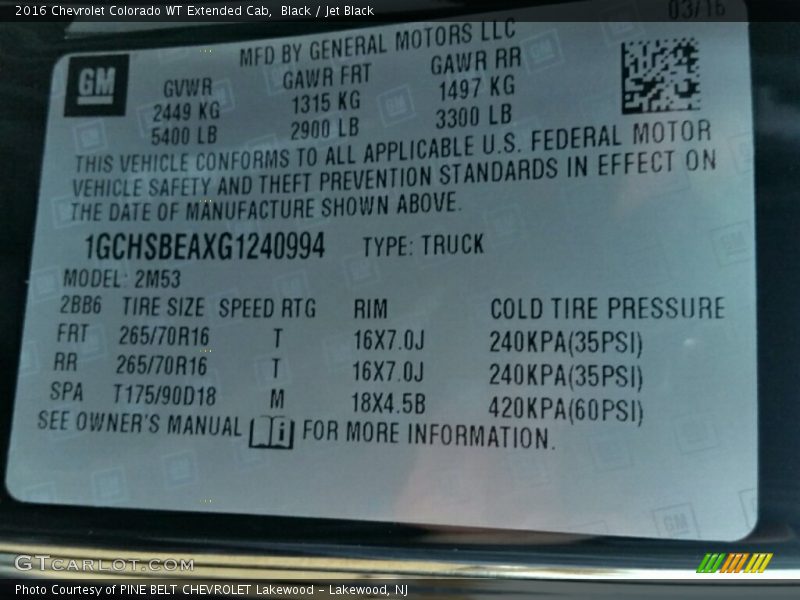 2016 Chevrolet Colorado WT Extended Cab, Black / Jet Black
03/16
MFD BY GENERAL MOTORS LLC
GM
GVWR GAWR FRT GAWR RR
2449 KG 1315 KG 1497 KG
5400 LB 2900 LB 3300 LB
THIS VEHICLE CONFORMS TO ALL APPLICABLE U.S. FEDERAL MOTOR
VEHICLE SAFETY AND THEFT PREVENTION STANDARDS IN EFFECT ON
THE DATE OF MANUFACTURE SHOWN ABOVE.
1GCHSBEAXG1240994 TYPE: TRUCK
MODEL: 2M53
2BB6 TIRE SIZE SPEED RTG RIM COLD TIRE PRESSURE
FRT 265/70R16 T 16X7.0J 240KPA(35PSI)
RR 265/70R16 T 16X7.0J 240KPA(35PSI)
SPA T175/90D18 M 18X4.5B 420KPA(60PSI)
SEE OWNER'S MANUAL i FOR MORE INFORMATION.
GTCARLOT.COM
Photo Courtesy of PINE BELT CHEVROLET Lakewood - Lakewood, NJ